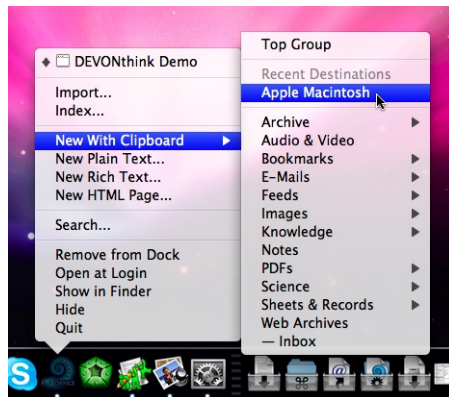 DEVONthink Demo
Import...
Index...
New With Clipboard
New Plain Text...
New Rich Text...
New HTML Page...
Search...
Remove from Dock
Open at Login
Show in Finder
Hide
Quit
Top Group
Recent Destinations
Apple Macintosh
Archive
Audio & Video
Bookmarks
E-Mails
Feeds
Images
Knowledge
Notes
PDFs
Science
Sheets & Records
Web Archives
— Inbox